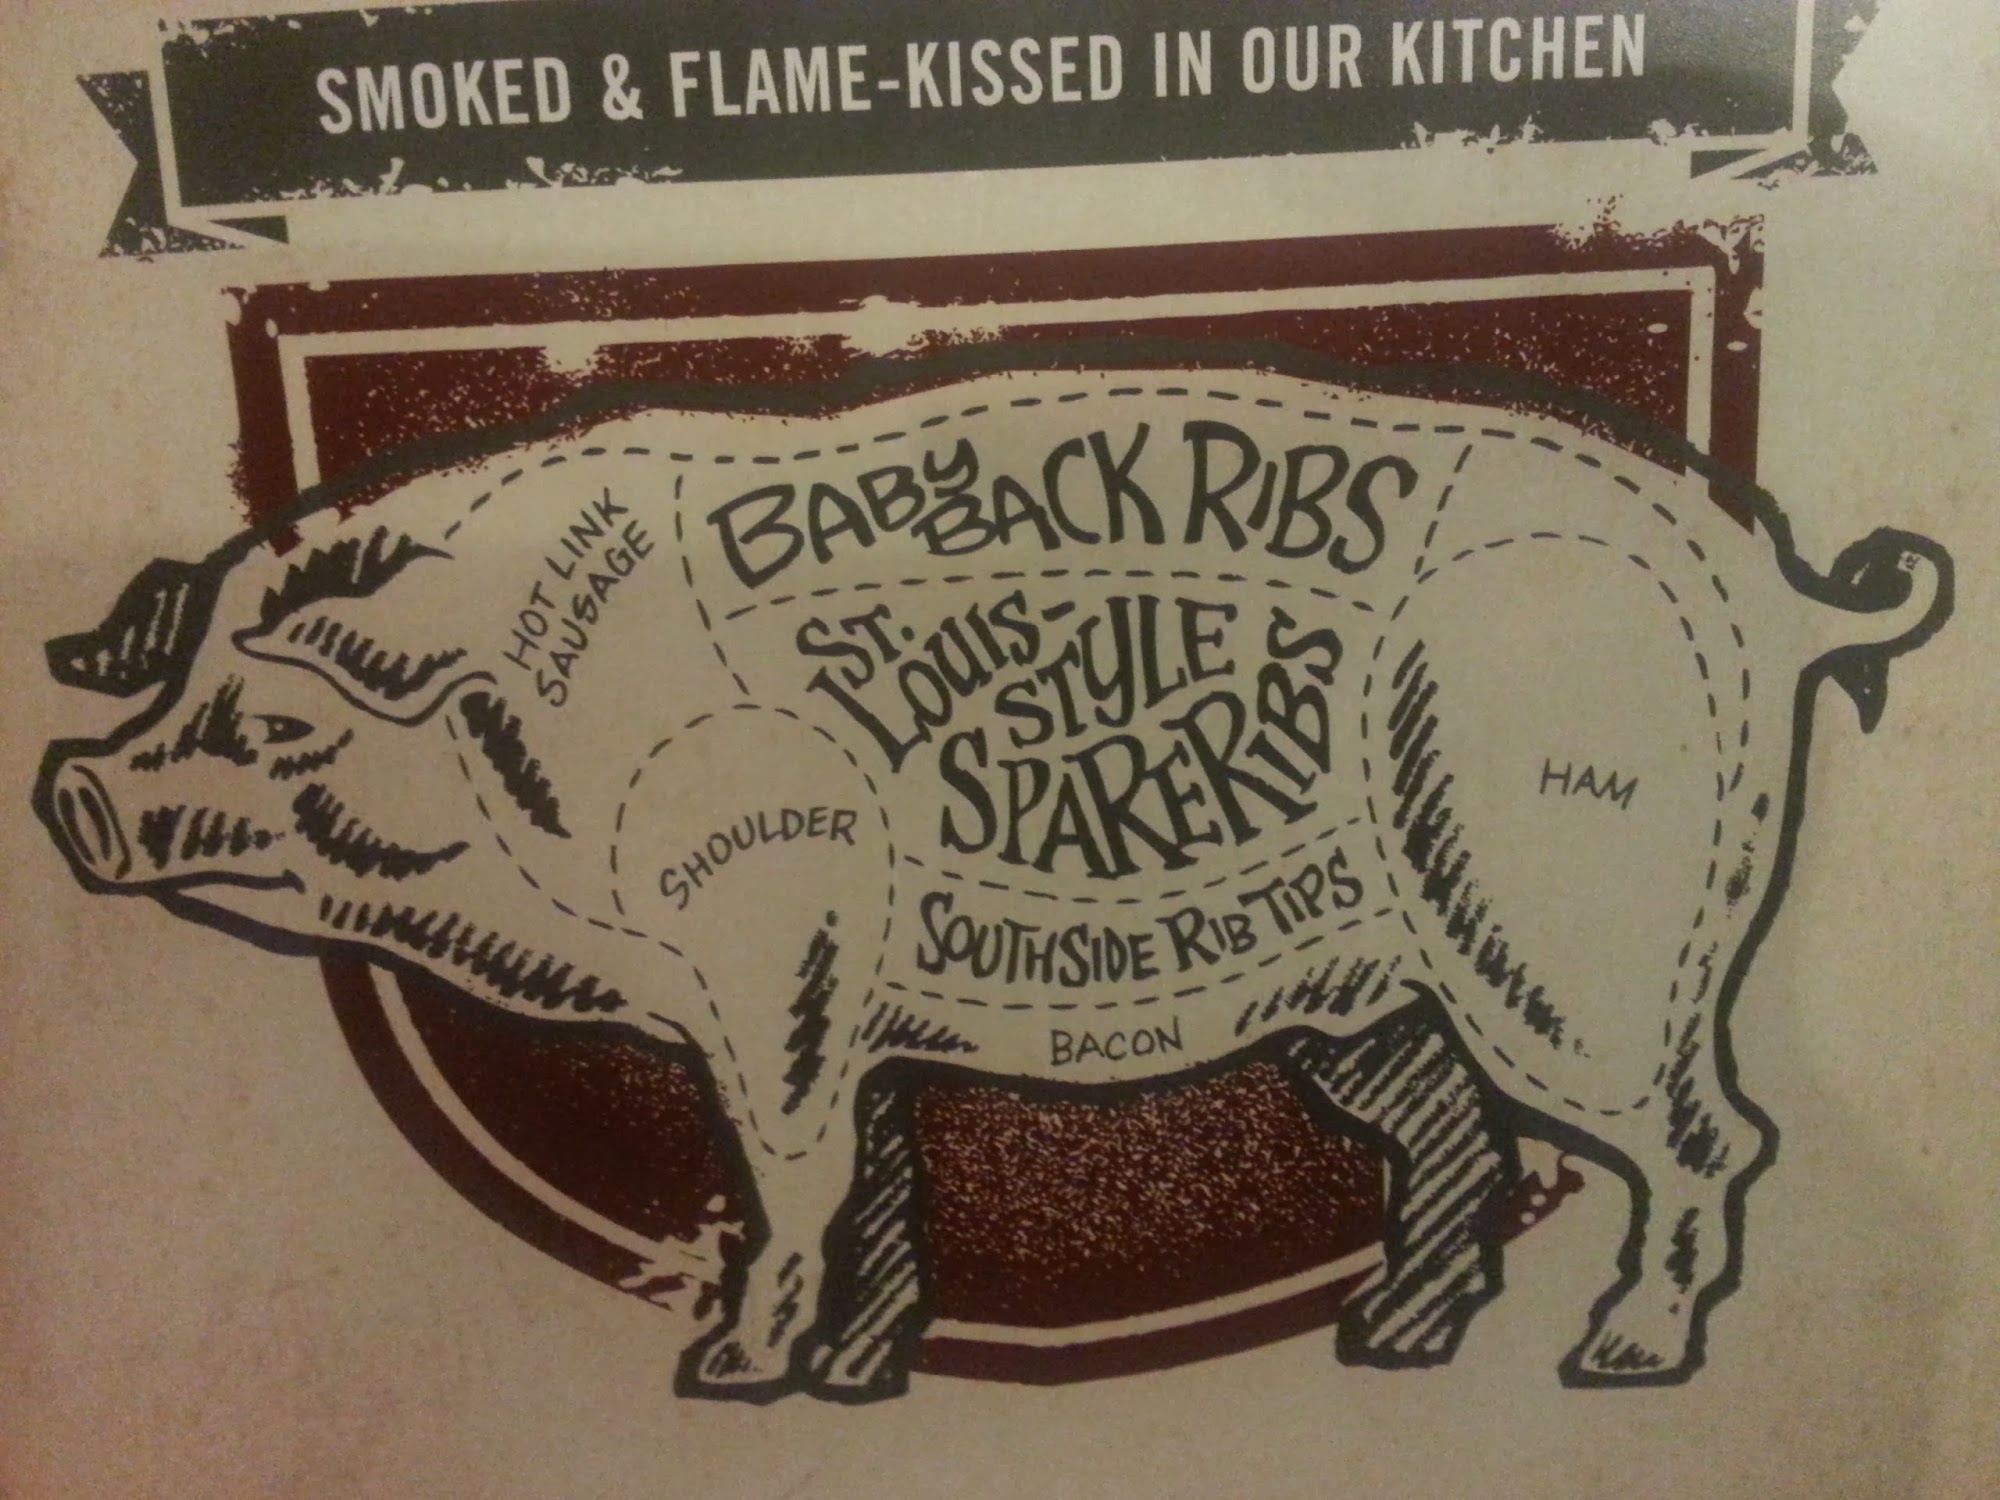 SMOKED & FLAME-KISSED IN OUR KITCHEN
HOT LINK
SAUSAGE
BABY BACK RIBS
ST.
LOUIS-
STYLE
SPARERIBS
SHOULDER
HAM
SOUTHSIDE RIB TIPS
BACON